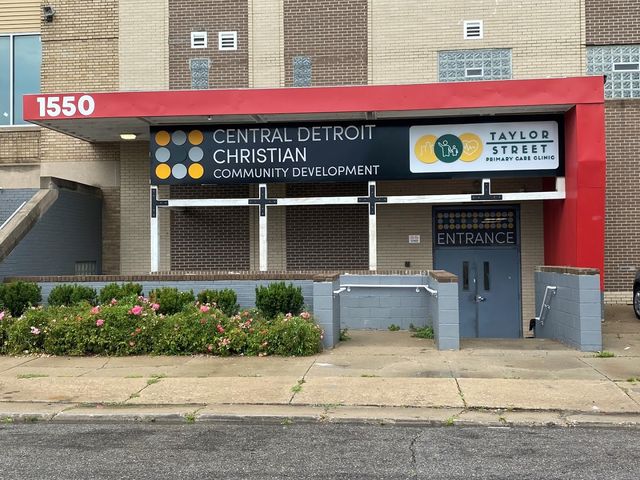 1550
CENTRAL DETROIT
CHRISTIAN
COMMUNITY DEVELOPMENT
TAYLOR
STREET
PRIMARY CARE CLINIC
ENTRANCE